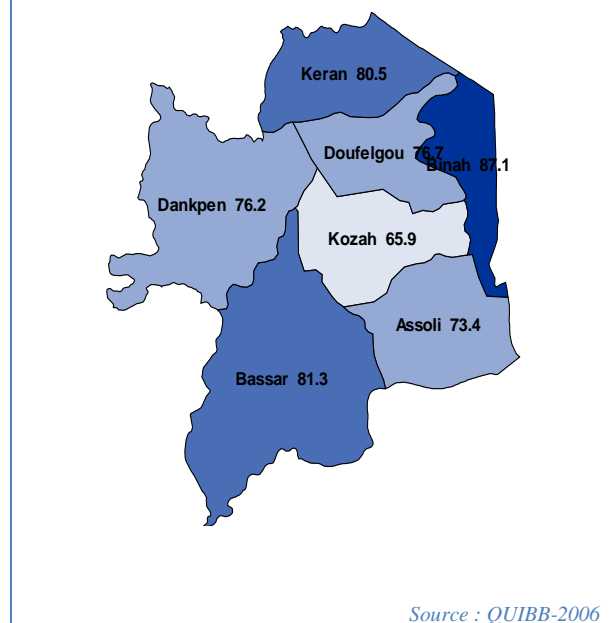 Keran 80.5
Doufelgou 76.7
Binah 87.1
Dankpen 76.2
Kozah 65.9
Assoli 73.4
Bassar 81.3
Source : QUIBB-2006